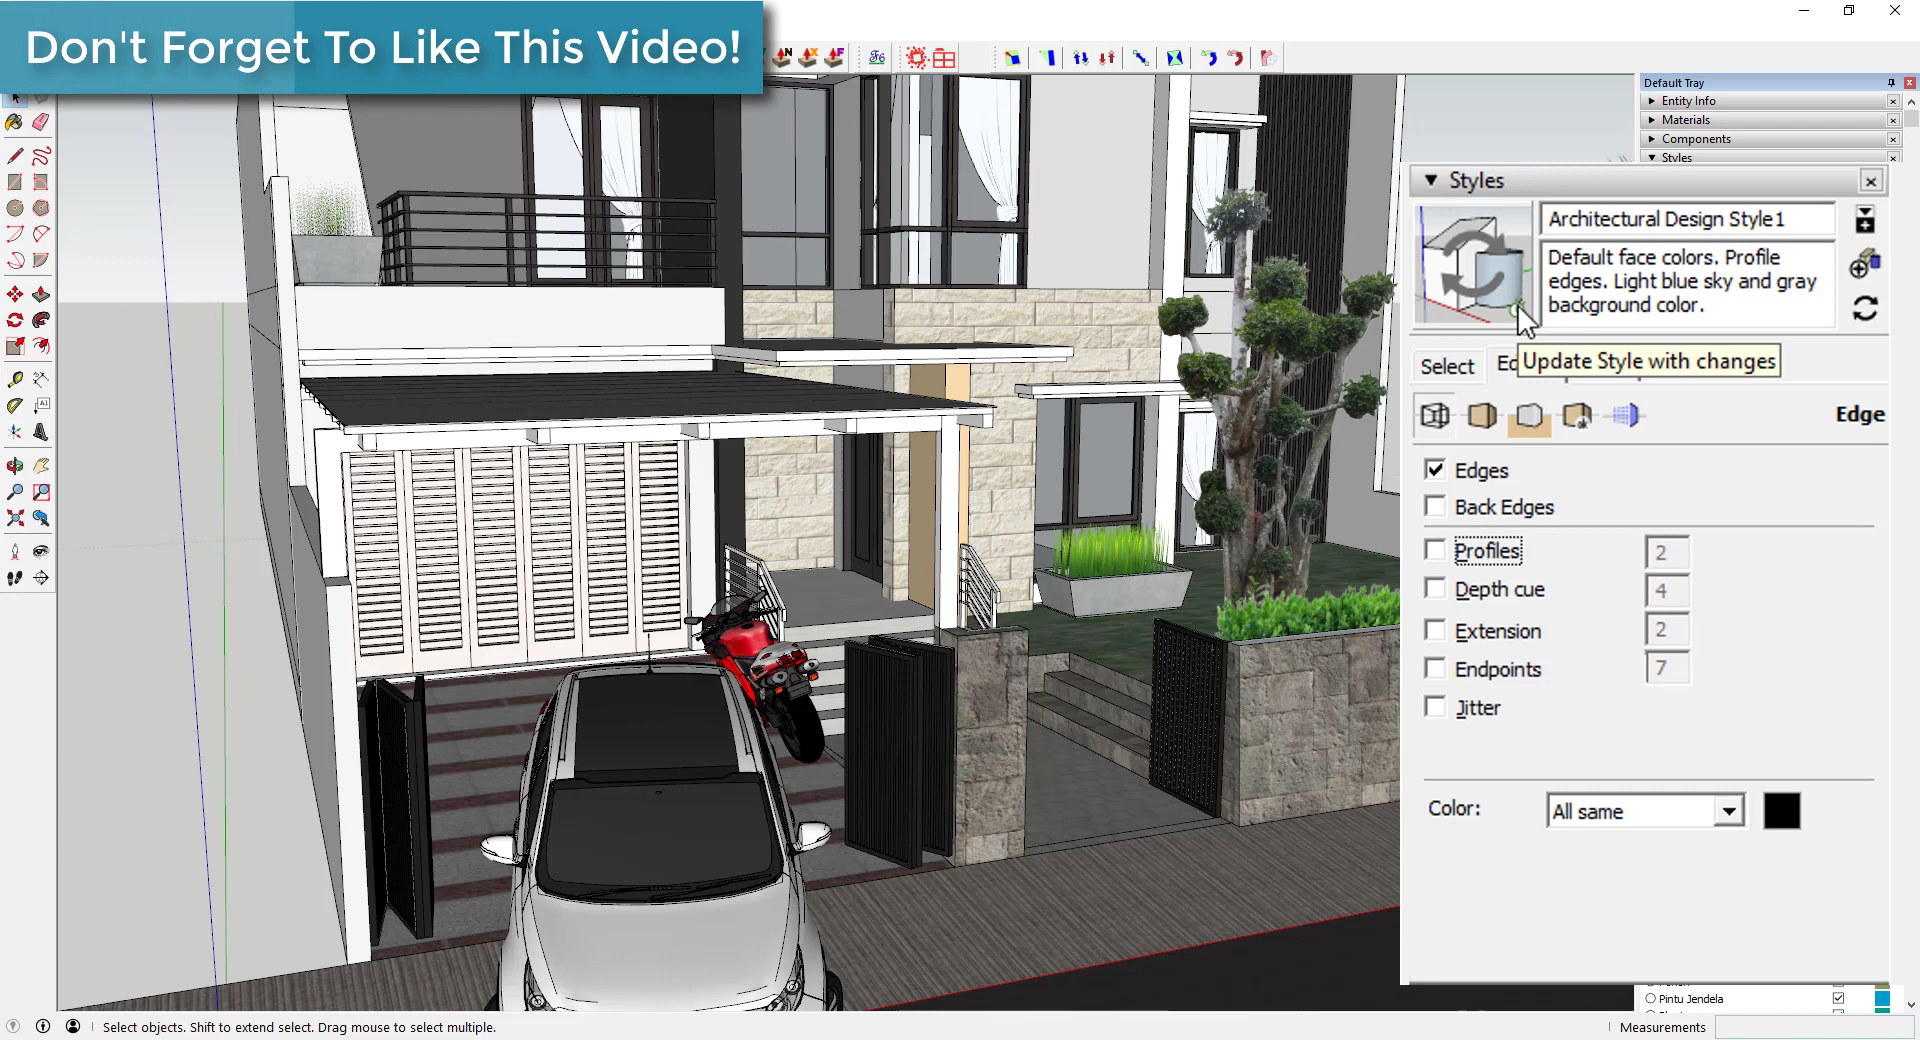 Don't Forget To Like This Video!
N
X
F
Default Tray
Entity Info
Materials
Components
Styles
Styles
Architectural Design Style1
Default face colors. Profile
edges. Light blue sky and gray
background color.
Select
Update Style with changes
Edge
Edges
Back Edges
Profiles
2
Depth cue
4
Extension
2
Endpoints
7
Jitter
Color:
All same
Pintu Jendela
Select objects. Shift to extend select. Drag mouse to select multiple.
Measurements